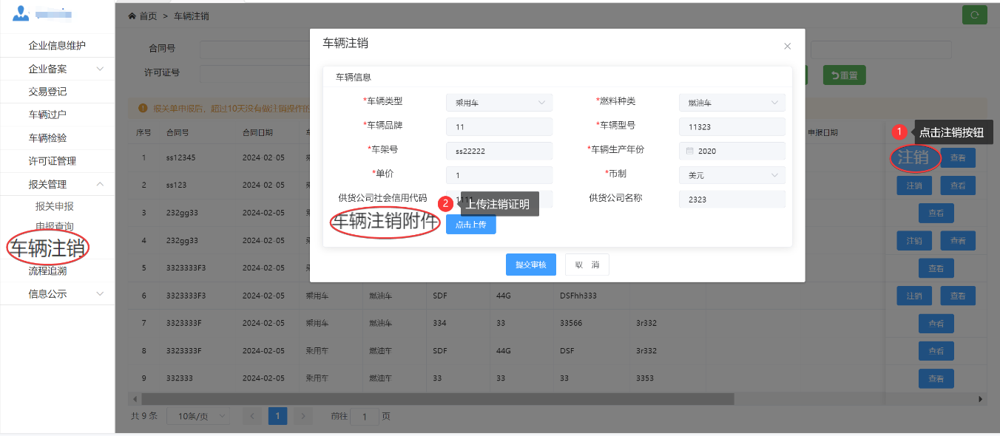 首页 > 车辆注销
企业信息维护
企业备案
交易登记
车辆过户
车辆检验
许可证管理
报关管理
报关申报
申报查询
车辆注销
流程追溯
信息公示
合同号
许可证号
重置
报关单申报后，超过10天没有做注销操作的
序号 合同号 合同日期 申报日期
1 ss12345 2024-02-05 注销 查看
2 ss123 2024-02-05 注销 查看
3 232gg33 2024-02-05 查看
4 232gg33 2024-02-05 注销 查看
5 3323333F3 2024-02-05 查看
6 3323333F3 2024-02-05 乘用车 燃油车 SDF 44G DSFhh333 注销 查看
7 3323333F 2024-02-05 乘用车 燃油车 334 33 33566 3r332 查看
8 3323333F 2024-02-05 乘用车 燃油车 SDF 44G DSF 3r332 查看
9 332333 2024-02-05 乘用车 燃油车 33 33 33 3353 查看
共 9 条 10条/页 1 前往 1 页
1 点击注销按钮
车辆注销
车辆信息
*车辆类型 乘用车 *燃料种类 燃油车
*车辆品牌 11 *车辆型号 11323
*车架号 ss22222 *车辆生产年份 2020
*单价 1 *币制 美元
供货公司社会信用代码 1111 供货公司名称 2323
2 上传注销证明
车辆注销附件 点击上传
提交审核 取 消